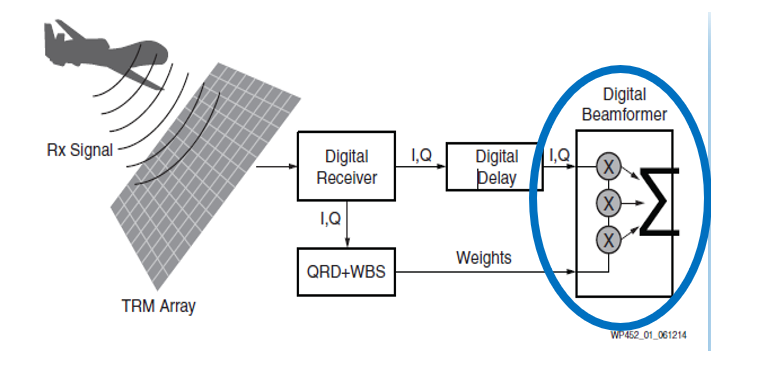 Digital
Beamformer
Rx Signal
Digital
Receiver
I,Q
Digital
Delay
I,Q
X
X
X
Σ
I,Q
QRD+WBS
Weights
TRM Array
WP452_01_061214